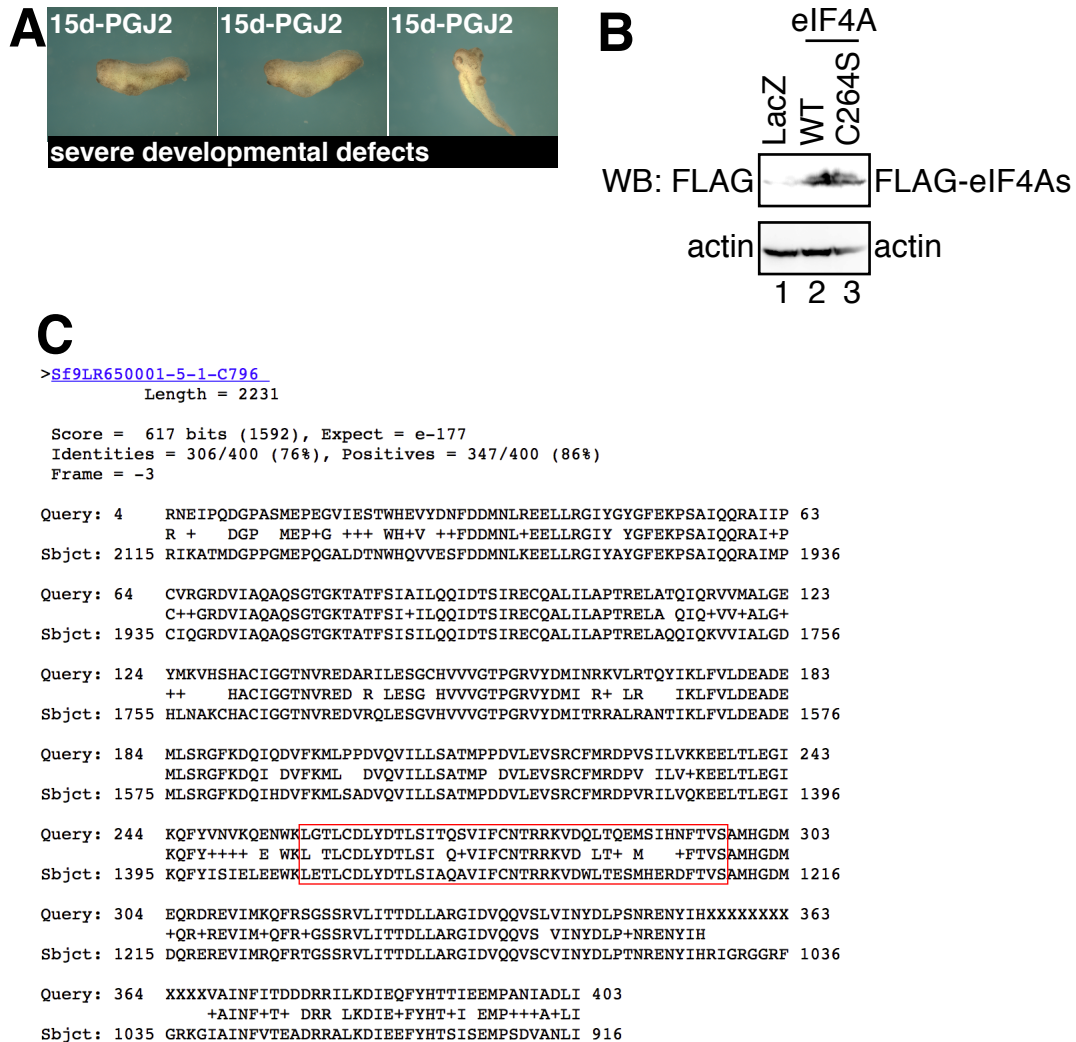 A
15d-PGJ2 15d-PGJ2 15d-PGJ2
severe developmental defects
B
eIF4A
LacZ WT C264S
WB: FLAG FLAG-eIF4As
actin actin
1 2 3
C
>Sf9LR650001-5-1-C796
Length = 2231
Score = 617 bits (1592), Expect = e-177
Identities = 306/400 (76%), Positives = 347/400 (86%)
Frame = -3
Query: 4 RNEIPQDGPASMEPEGVIESTWHEVYDNFDDMNLREELLRGIYGYGFEKPSAIQQRAIIP 63
R + DGP MEP+G +++ WH+V ++FDDMNL+EELLRGIY YGFEKPSAIQQRAI+P
Sbjct: 2115 RIKATMDGPPGMEPQGALDTNWHQVVESFDDMNLKEELLRGIYAYGFEKPSAIQQRAIMP 1936
Query: 64 CVRGRDVIAQAQSGTGKTATFSIAILQQIDTSIRECQALILAPTRELATQIQRVVMALGE 123
C++GRDVIAQAQSGTGKTATFSI+ILQQIDTSIRECQALILAPTRELA QIQ+VV+ALG+
Sbjct: 1935 CIQGRDVIAQAQSGTGKTATFSISILQQIDTSIRECQALILAPTRELAQQIQKVVIALGD 1756
Query: 124 YMKVHSHACIGGTNVREDARILESGCHVVVGTPGRVYDMINRKVLRTQYIKLFVLDEADE 183
++ HACIGGTNVRED R LESG HVVVGTPGRVYDMI R+ LR IKLFVLDEADE
Sbjct: 1755 HLNAKCHACIGGTNVREDVRQLESGVHVVVGTPGRVYDMITRRALRANTIKLFVLDEADE 1576
Query: 184 MLSRGFKDQIQDVFKMLPPDVQVILLSATMPPDVLEVSRCFMRDPVSILVKKEELTLEGI 243
MLSRGFKDQI DVFKML DVQVILLSATMP DVLEVSRCFMRDPV ILV+KEELTLEGI
Sbjct: 1575 MLSRGFKDQIHDVFKMLSADVQVILLSATMPDDVLEVSRCFMRDPVRILVQKEELTLEGI 1396
Query: 244 KQFYVNVKQENWKLGTLCDLYDTLSITQSVIFCNTRRKVDQLTQEMSIHNFTVSAMHGDM 303
KQFY++++ E WKL TLCDLYDTLSI Q+VIFCNTRRKVD LT+ M +FTVSAMHGDM
Sbjct: 1395 KQFYISIELEEWKLETLCDLYDTLSIAQAVIFCNTRRKVDWLTESMHERDFTVSAMHGDM 1216
Query: 304 EQRDREVIMKQFRSGSSRVLITTDLLARGIDVQQVSLVINYDLPSNRENYIHXXXXXXXX 363
+QR+REVIM+QFR+GSSRVLITTDLLARGIDVQQVS VINYDLP+NRENYIH
Sbjct: 1215 DQREREVIMRQFRTGSSRVLITTDLLARGIDVQQVSCVINYDLPTNRENYIHRIGRGGRF 1036
Query: 364 XXXXVAINFITDDDRRILKDIEQFYHTTIEEMPANIADLI 403
+AINF+T+ DRR LKDIE+FYHT+I EMP+++A+LI
Sbjct: 1035 GRKGIAINFVTEADRRALKDIEEFYHTSISEMPSDVANLI 916